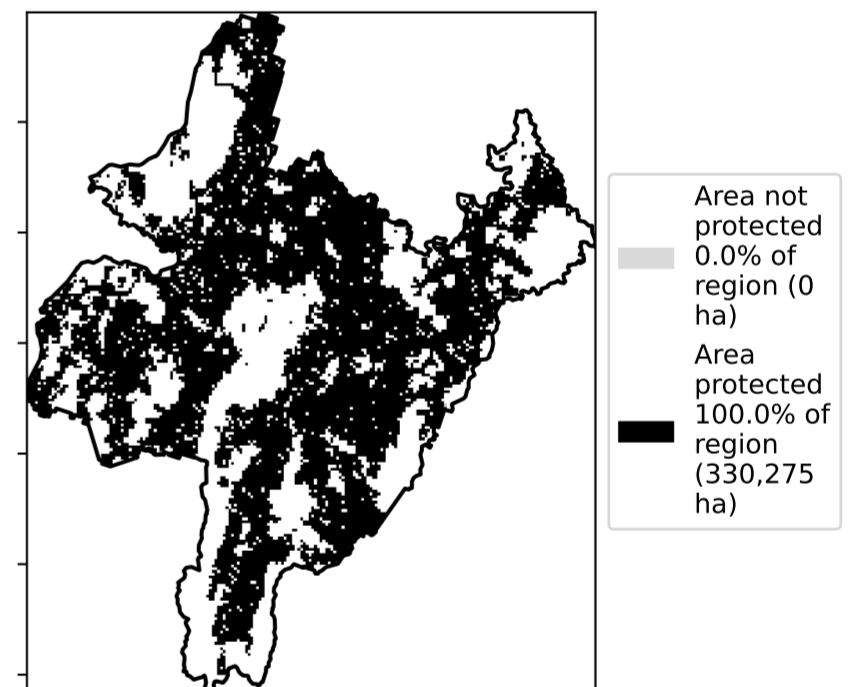 Area not
protected
0.0% of
region (0
ha)
Area
protected
100.0% of
region
(330,275
ha)